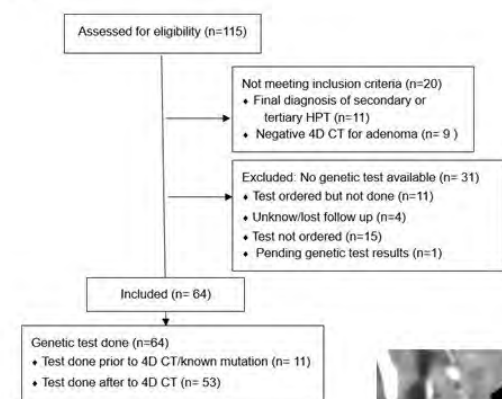 Assessed for eligibility (n=115)
Not meeting inclusion criteria (n=20)
♦ Final diagnosis of secondary or
tertiary HPT (n=11)
♦ Negative 4D CT for adenoma (n= 9 )
Excluded: No genetic test available (n= 31)
♦ Test ordered but not done (n=11)
♦ Unknow/lost follow up (n=4)
♦ Test not ordered (n=15)
♦ Pending genetic test results (n=1)
Included (n= 64)
Genetic test done (n=64)
♦ Test done prior to 4D CT/known mutation (n= 11)
♦ Test done after to 4D CT (n= 53)